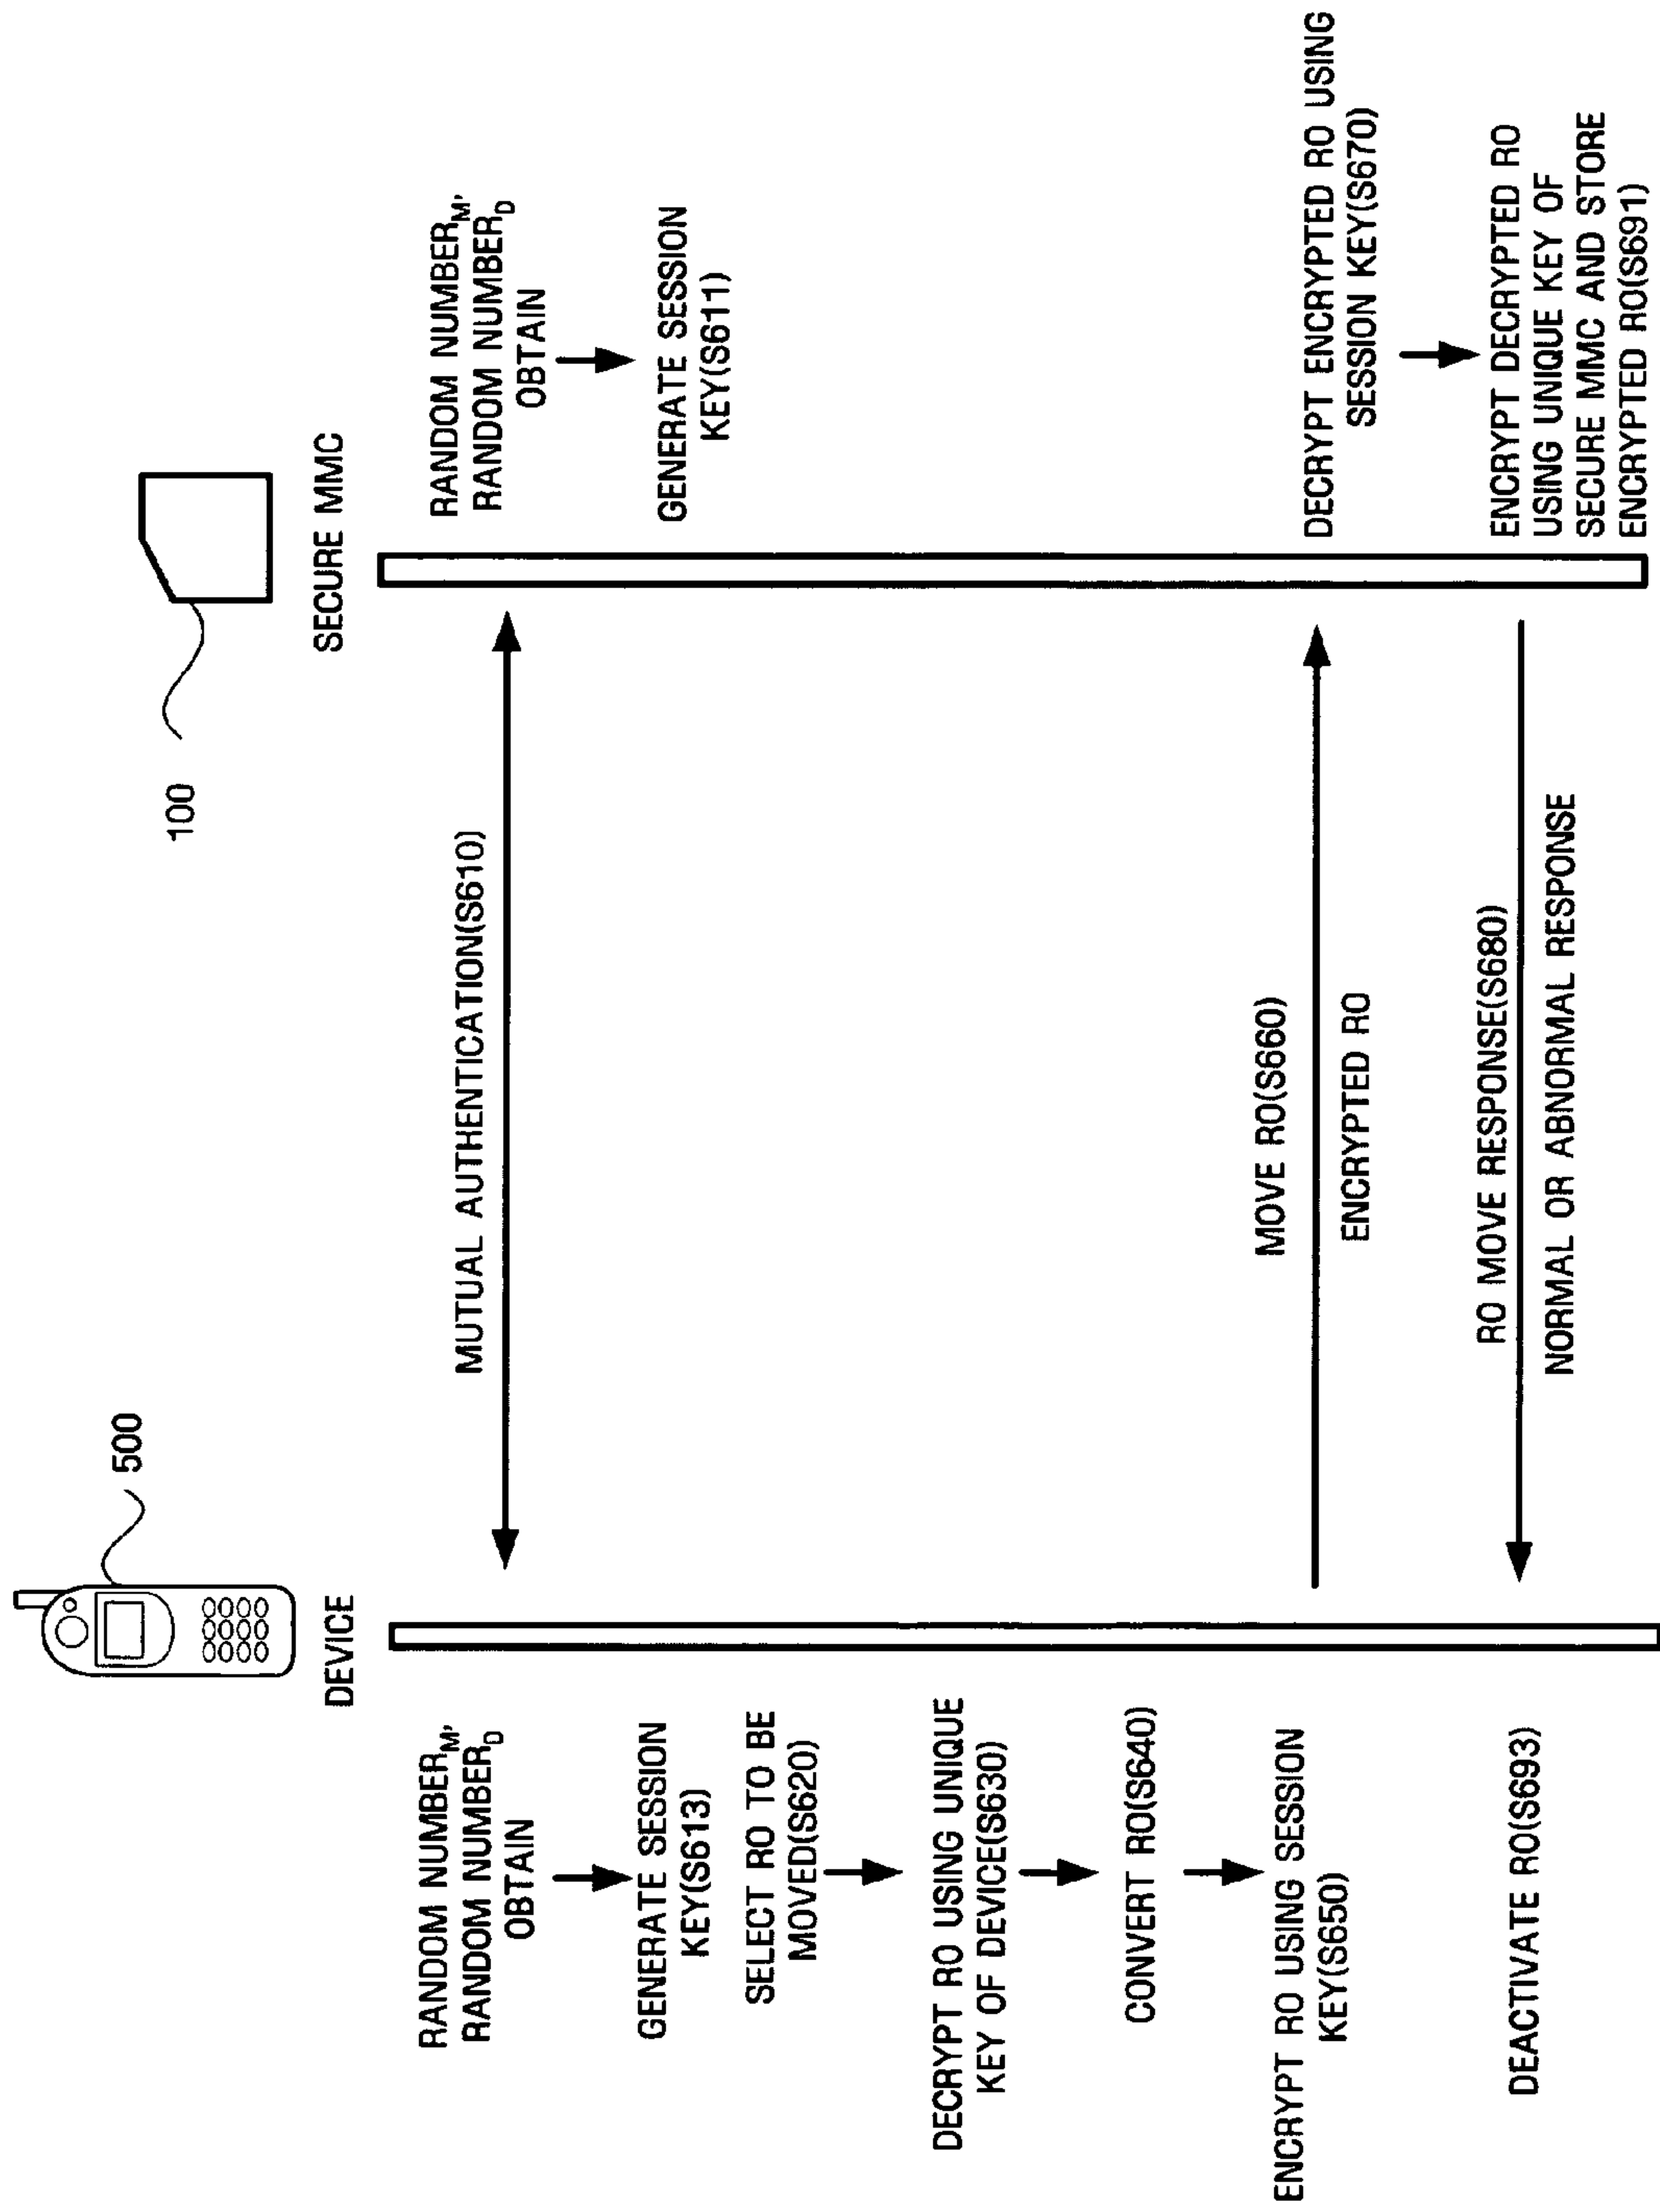 500
100
DEVICE
SECURE MMC
RANDOM NUMBER_M,
RANDOM NUMBER_D
OBTAIN
GENERATE SESSION
KEY(S613)
MUTUAL AUTHENTICATION(S610)
RANDOM NUMBER_M,
RANDOM NUMBER_D
OBTAIN
GENERATE SESSION
KEY(S611)
SELECT RO TO BE
MOVED(S620)
DECRYPT RO USING UNIQUE
KEY OF DEVICE(S630)
CONVERT RO(S640)
ENCRYPT RO USING SESSION
KEY(S650)
MOVE RO(S660)
ENCRYPTED RO
DECRYPT ENCRYPTED RO USING
SESSION KEY(S670)
RO MOVE RESPONSE(S680)
NORMAL OR ABNORMAL RESPONSE
ENCRYPT DECRYPTED RO
USING UNIQUE KEY OF
SECURE MMC AND STORE
ENCRYPTED RO(S691)
DEACTIVATE RO(S693)